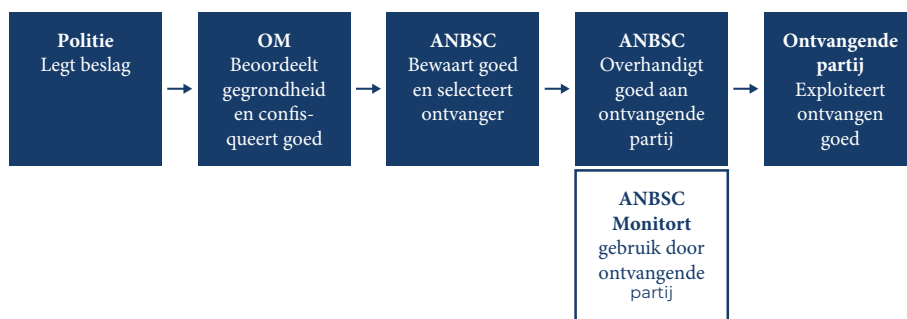 Politie
Legt beslag
OM
Beoordeelt
gegrondheid
en confis-
queert goed
ANBSC
Bewaart goed
en selecteert
ontvanger
ANBSC
Overhandigt
goed aan
ontvangende
partij
Ontvangende
partij
Exploiteert
ontvangen
goed
ANBSC
Monitort
gebruik door
ontvangende
partij